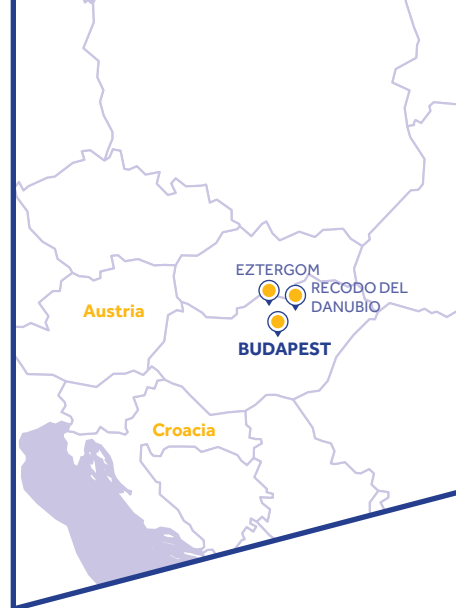 EZTERGOM
RECODO DEL
DANUBIO
Austria
BUDAPEST
Croacia